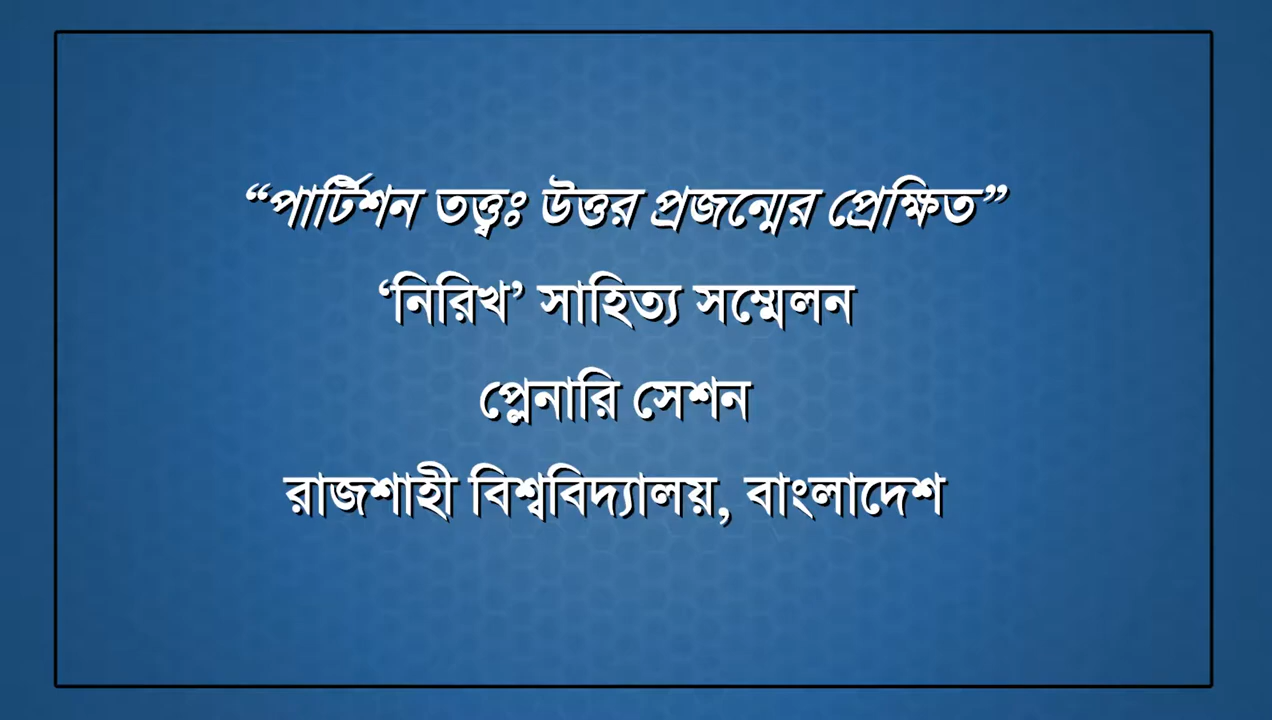 “পার্টিশন তত্ত্বঃ উত্তর প্রজন্মের প্রেক্ষিত”
‘নিরিখ’ সাহিত্য সম্মেলন
প্লেনারি সেশন
রাজশাহী বিশ্ববিদ্যালয়, বাংলাদেশ